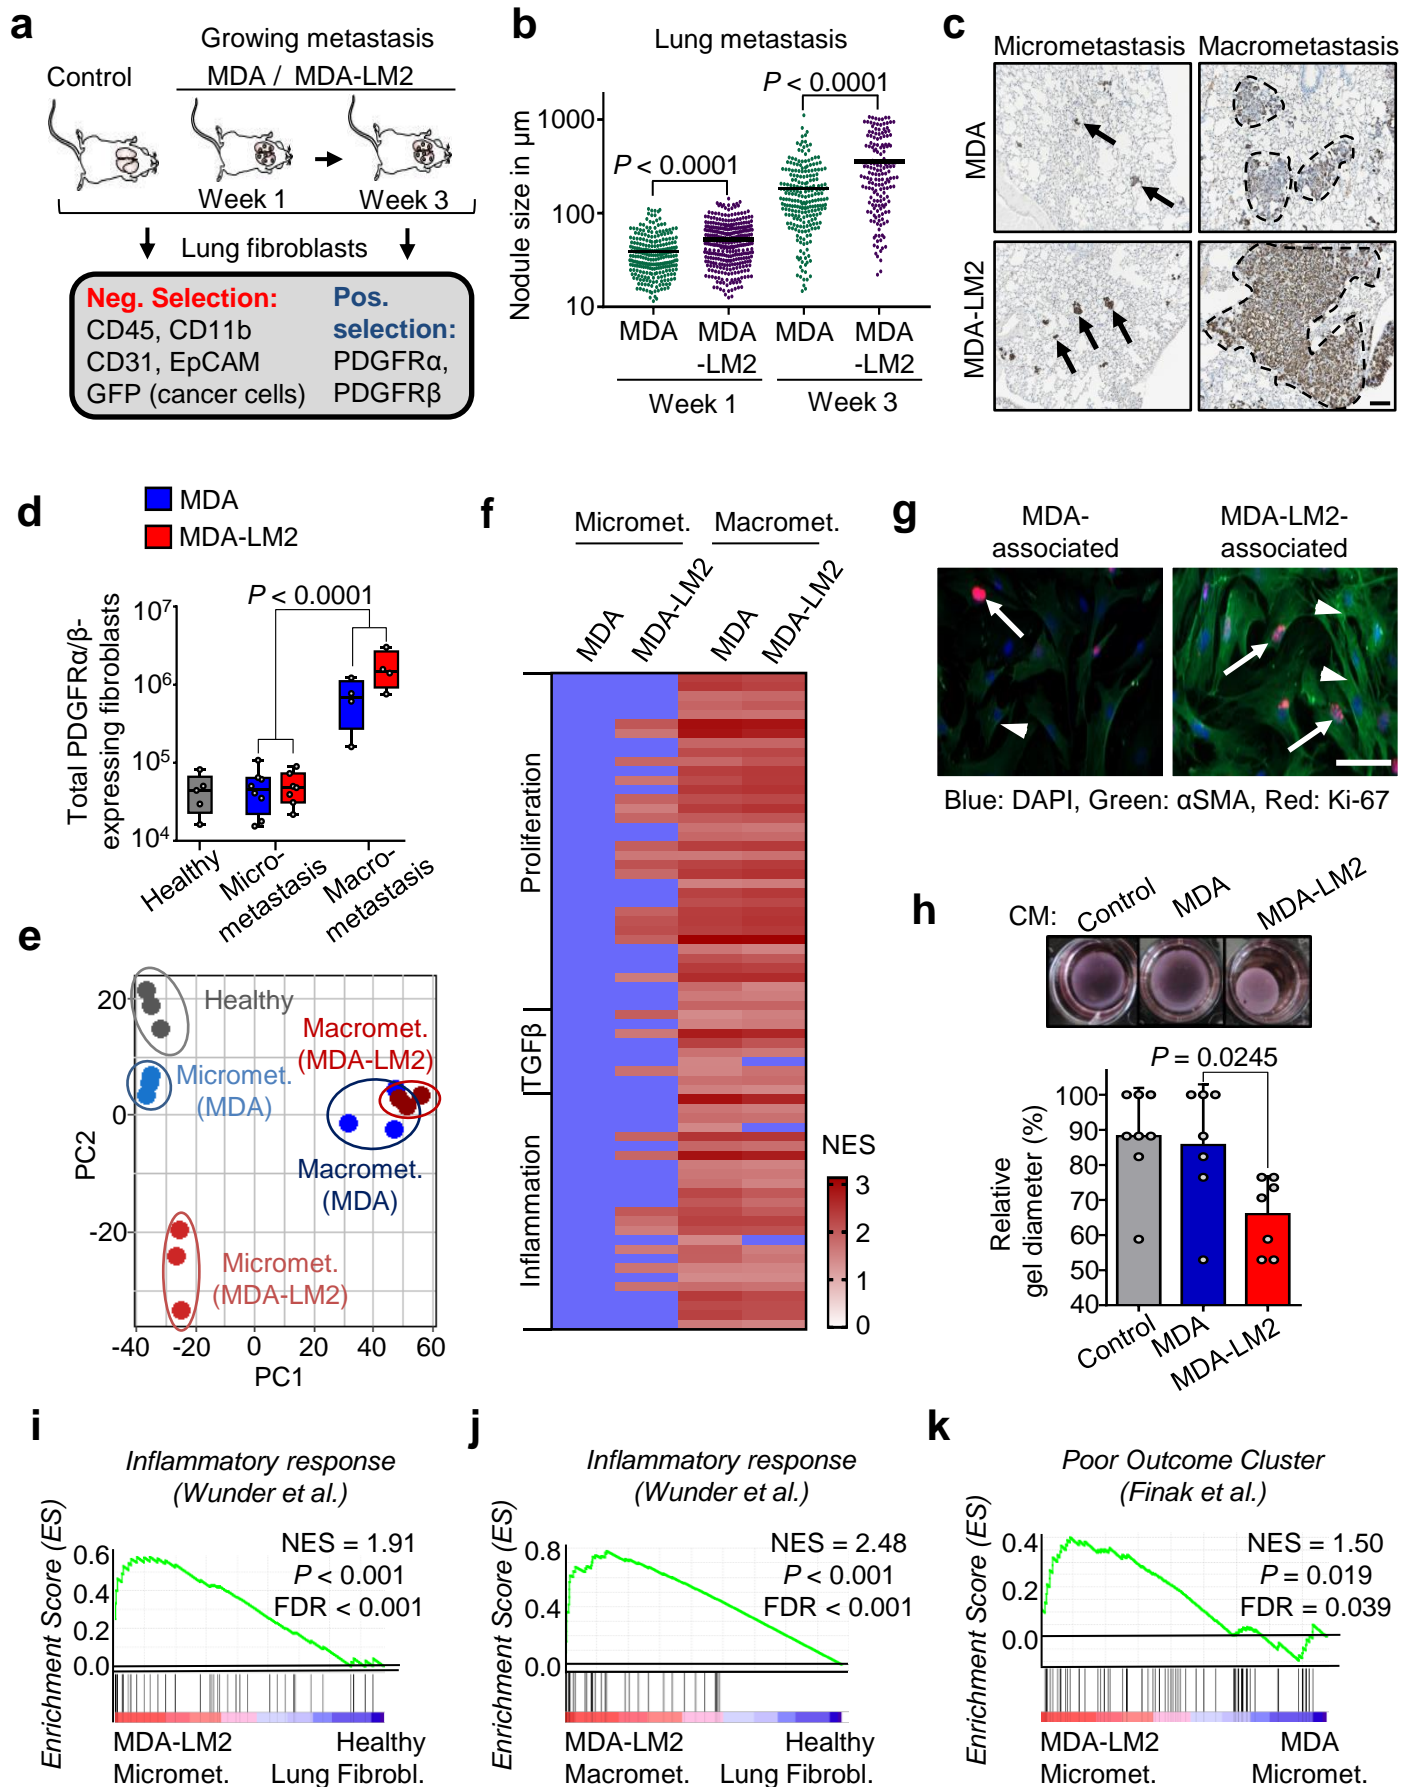 a
Growing metastasis
Control
MDA / MDA-LM2
Week 1
Week 3
Lung fibroblasts
Neg. Selection:
CD45, CD11b
CD31, EpCAM
GFP (cancer cells)
Pos.
selection:
PDGFRα,
PDGFRβ
b
Lung metastasis
P < 0.0001
P < 0.0001
Nodule size in µm
1000
100
10
MDA
MDA
-LM2
MDA
MDA
-LM2
Week 1
Week 3
c
Micrometastasis
Macrometastasis
MDA
MDA-LM2
d
MDA
MDA-LM2
P < 0.0001
Total PDGFRα/β-
expressing fibroblasts
10⁷
10⁶
10⁵
10⁴
Healthy
Micro-
metastasis
Macro-
metastasis
e
Healthy
Macromet.
(MDA-LM2)
Micromet.
(MDA)
Macromet.
(MDA)
Micromet.
(MDA-LM2)
PC2
20
0
-20
-40
-20
0
20
40
60
PC1
f
Micromet.
Macromet.
MDA
MDA-LM2
MDA
MDA-LM2
Proliferation
TGFβ
Inflammation
NES
3
2
1
0
g
MDA-
associated
MDA-LM2-
associated
Blue: DAPI, Green: αSMA, Red: Ki-67
h
CM:
Control
MDA
MDA-LM2
P = 0.0245
Relative
gel diameter (%)
100
90
80
70
60
50
40
Control
MDA
MDA-LM2
i
Inflammatory response
(Wunder et al.)
Enrichment Score (ES)
0.6
0.4
0.2
0.0
NES = 1.91
P < 0.001
FDR < 0.001
MDA-LM2
Micromet.
Healthy
Lung Fibrobl.
j
Inflammatory response
(Wunder et al.)
Enrichment Score (ES)
0.8
0.4
0.0
NES = 2.48
P < 0.001
FDR < 0.001
MDA-LM2
Macromet.
Healthy
Lung Fibrobl.
k
Poor Outcome Cluster
(Finak et al.)
Enrichment Score (ES)
0.4
0.2
0.0
NES = 1.50
P = 0.019
FDR = 0.039
MDA-LM2
Micromet.
MDA
Micromet.